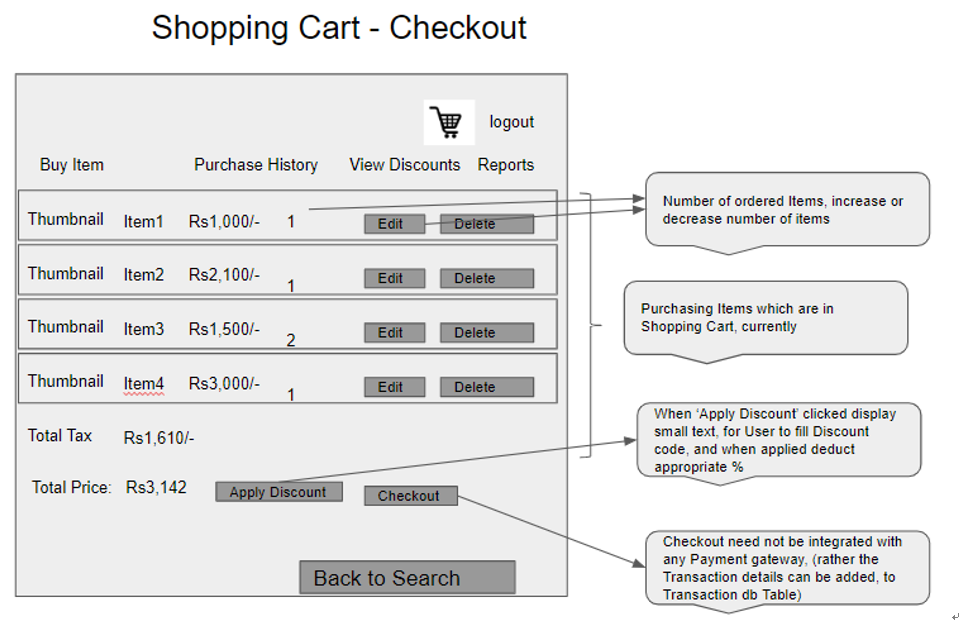 Shopping Cart - Checkout
logout
Buy Item Purchase History View Discounts Reports
Thumbnail Item1 Rs1,000/- 1 Edit Delete
Thumbnail Item2 Rs2,100/- 1 Edit Delete
Thumbnail Item3 Rs1,500/- 2 Edit Delete
Thumbnail Item4 Rs3,000/- 1 Edit Delete
Total Tax Rs1,610/-
Total Price: Rs3,142 Apply Discount Checkout
Back to Search
Number of ordered Items, increase or
decrease number of items
Purchasing Items which are in
Shopping Cart, currently
When ‘Apply Discount’ clicked display
small text, for User to fill Discount
code, and when applied deduct
appropriate %
Checkout need not be integrated with
any Payment gateway, (rather the
Transaction details can be added, to
Transaction db Table)